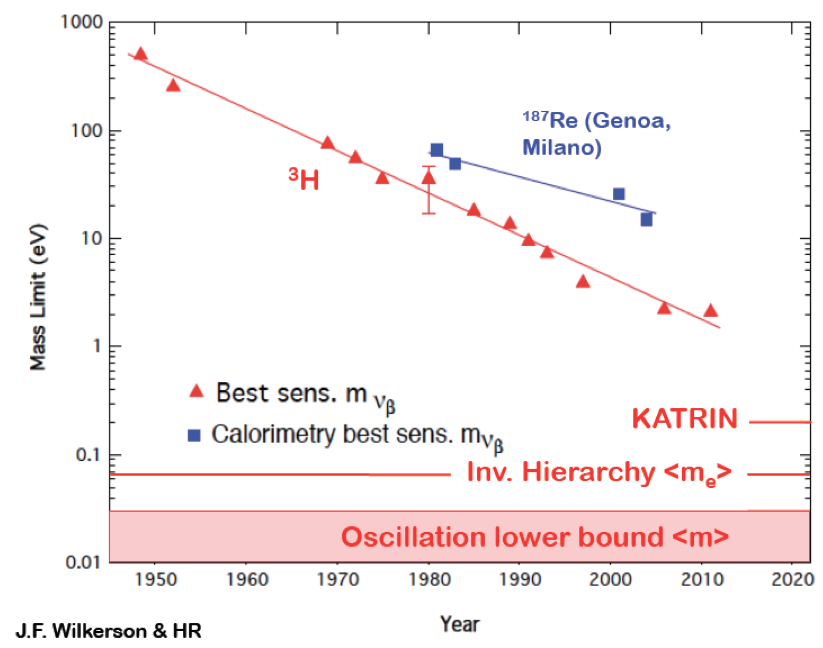 1000
100
10
1
0.1
0.01
Mass Limit (eV)
³H
¹⁸⁷Re (Genoa,
Milano)
Best sens. m νβ
Calorimetry best sens. mνβ
KATRIN
Inv. Hierarchy <mₑ>
Oscillation lower bound <m>
1950 1960 1970 1980 1990 2000 2010 2020
Year
J.F. Wilkerson & HR